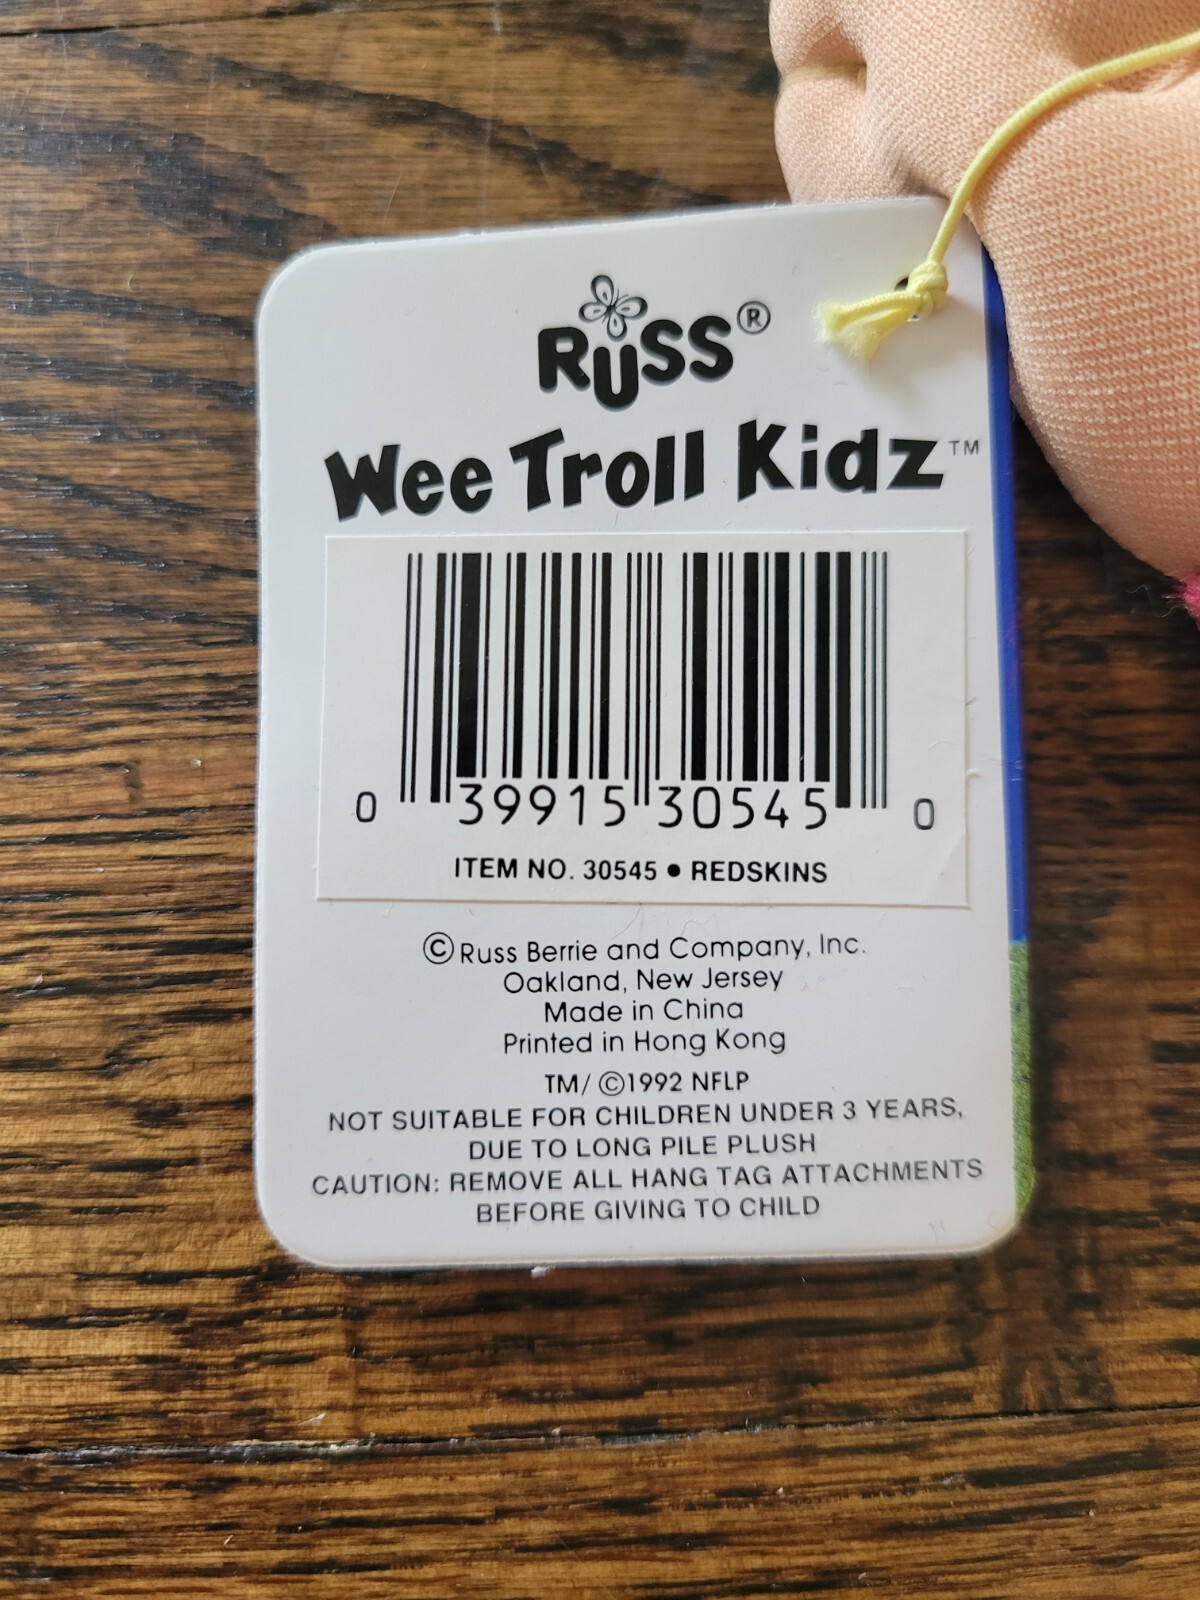 RUSS®
Wee Troll Kidz™
0 39915 30545 0
ITEM NO. 30545 • REDSKINS
©Russ Berrie and Company, Inc.
Oakland, New Jersey
Made in China
Printed in Hong Kong
TM/ ©1992 NFLP
NOT SUITABLE FOR CHILDREN UNDER 3 YEARS,
DUE TO LONG PILE PLUSH
CAUTION: REMOVE ALL HANG TAG ATTACHMENTS
BEFORE GIVING TO CHILD